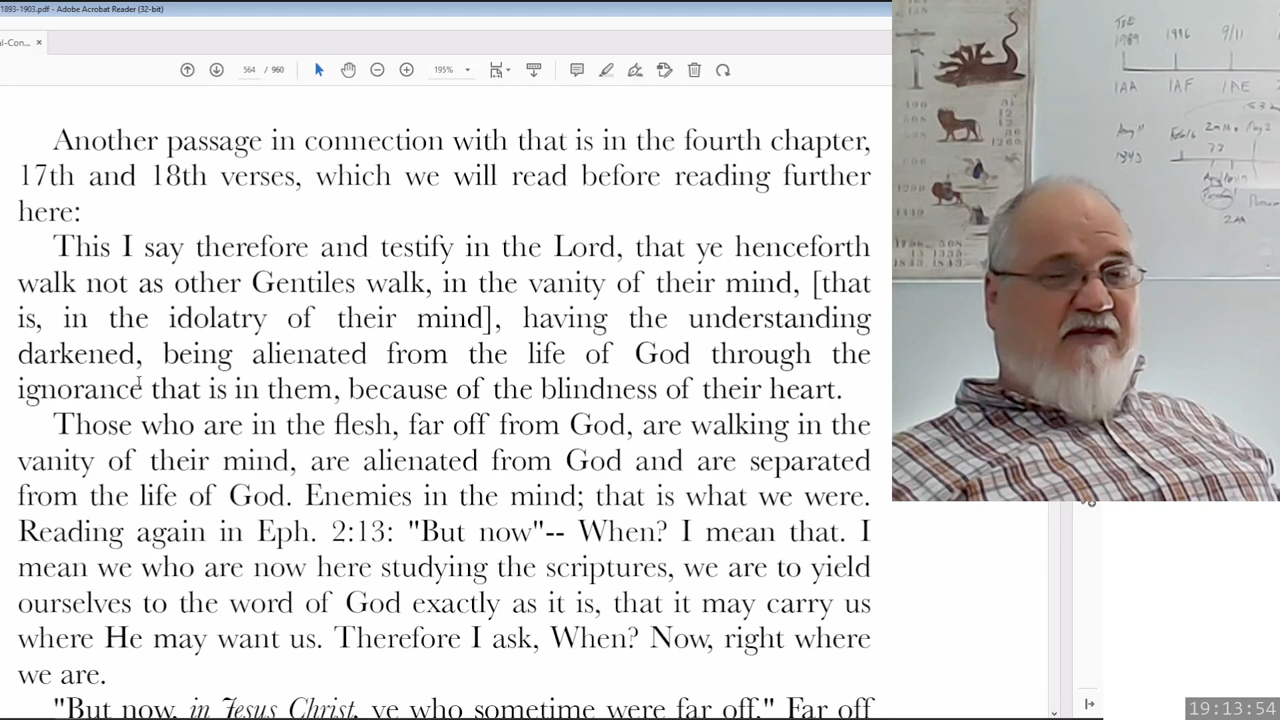 1893-1903.pdf - Adobe Acrobat Reader (32-bit)
al-Con... ×
564 / 960
195%
Another passage in connection with that is in the fourth chapter,
17th and 18th verses, which we will read before reading further
here:
This I say therefore and testify in the Lord, that ye henceforth
walk not as other Gentiles walk, in the vanity of their mind, [that
is, in the idolatry of their mind], having the understanding
darkened, being alienated from the life of God through the
ignorance that is in them, because of the blindness of their heart.
Those who are in the flesh, far off from God, are walking in the
vanity of their mind, are alienated from God and are separated
from the life of God. Enemies in the mind; that is what we were.
Reading again in Eph. 2:13: "But now"-- When? I mean that. I
mean we who are now here studying the scriptures, we are to yield
ourselves to the word of God exactly as it is, that it may carry us
where He may want us. Therefore I ask, When? Now, right where
we are.
"But now, in Jesus Christ, ye who sometime were far off." Far off
1989 1996 9/11
1AA 1AF 1AE
1840
2AA
19:13:54